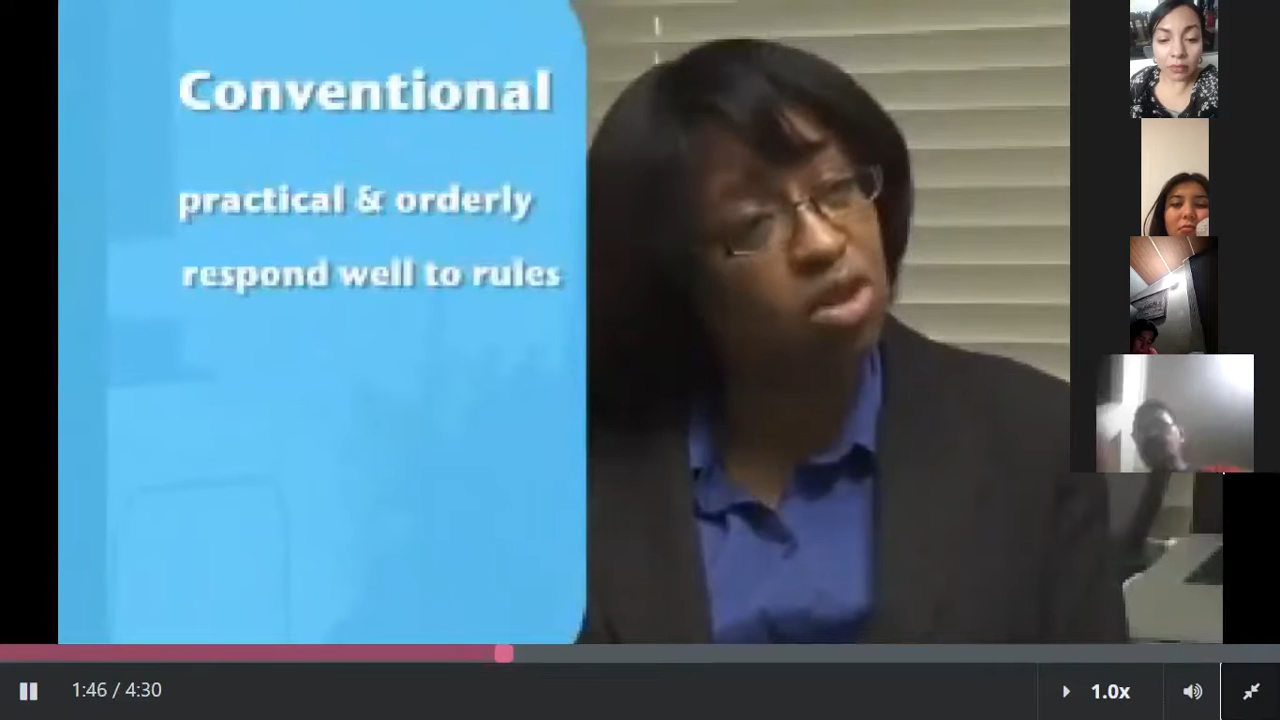 Conventional
practical & orderly
respond well to rules
1:46 / 4:30
1.0x